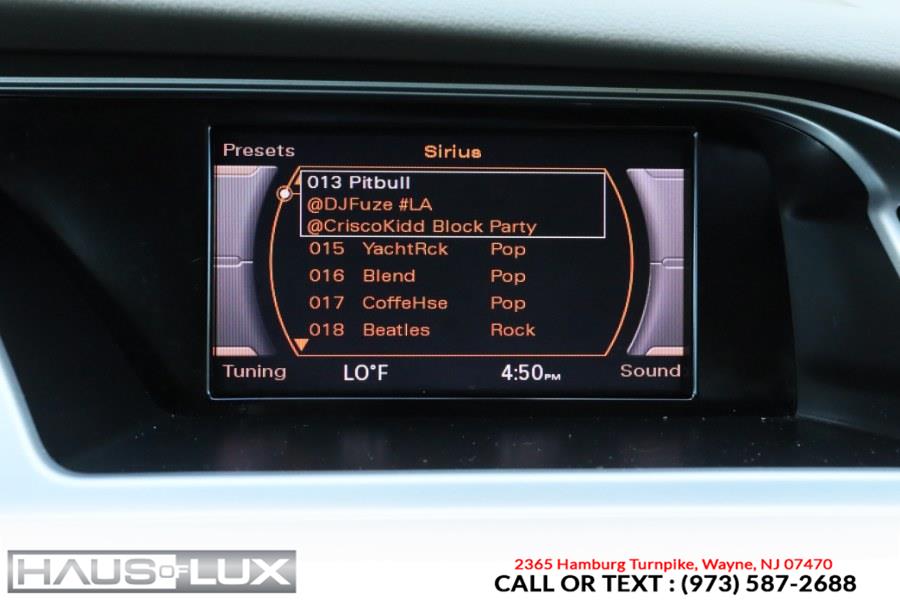 Presets Sirius
013 Pitbull
@DJFuze #LA
@CriscoKidd Block Party
015 YachtRck Pop
016 Blend Pop
017 CoffeHse Pop
018 Beatles Rock
Tuning LO°F 4:50PM Sound
HAUS OF LUX
2365 Hamburg Turnpike, Wayne, NJ 07470
CALL OR TEXT : (973) 587-2688